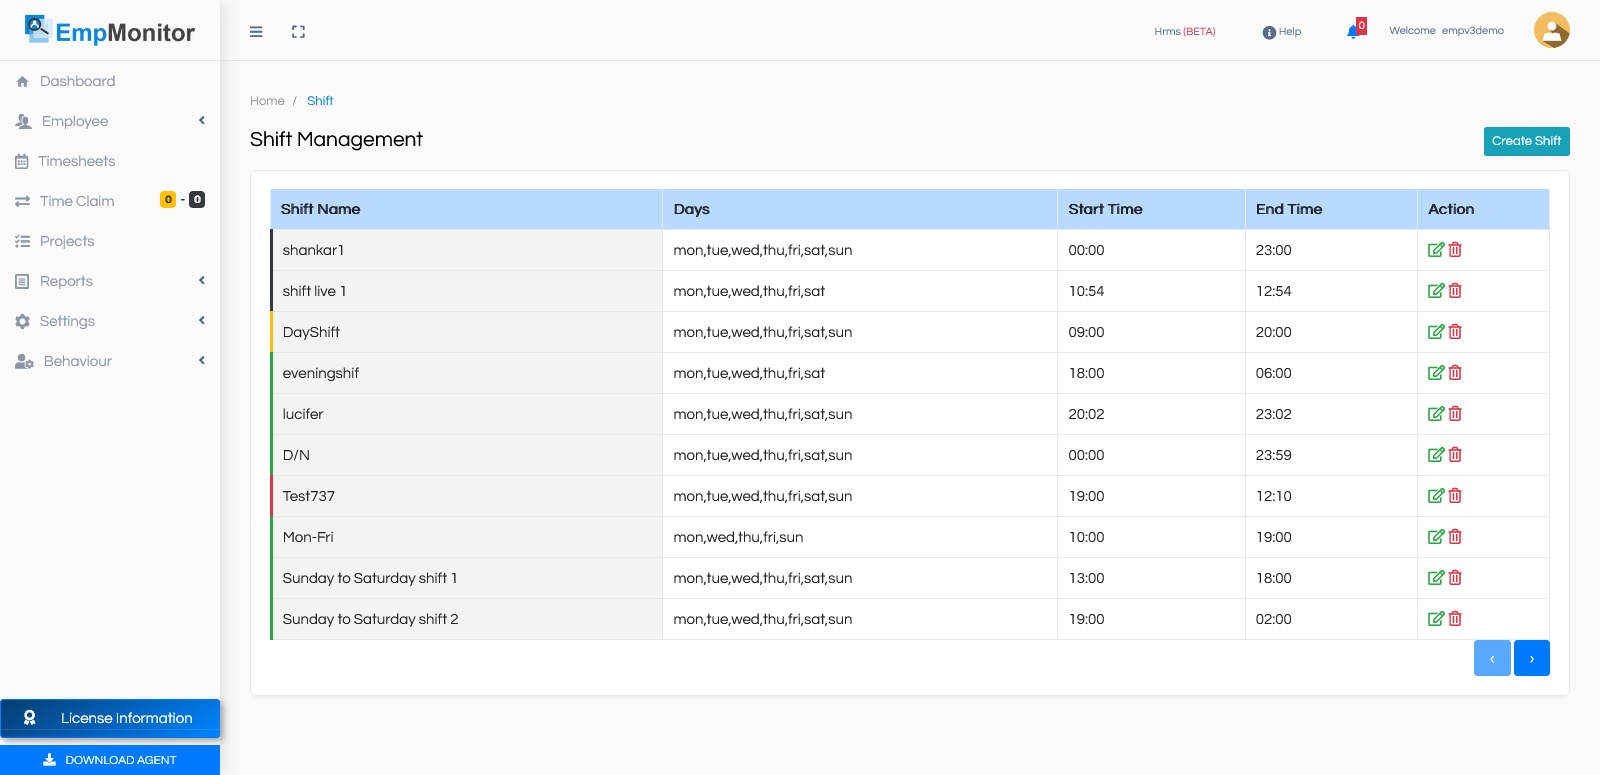 EmpMonitor
Hrms (BETA)
Help
0
Welcome empv3demo
Dashboard
Employee
Timesheets
Time Claim 0 - 0
Projects
Reports
Settings
Behaviour
License Information
DOWNLOAD AGENT
Home / Shift
Shift Management
Create Shift
Shift Name Days Start Time End Time Action
shankar1 mon,tue,wed,thu,fri,sat,sun 00:00 23:00
shift live 1 mon,tue,wed,thu,fri,sat 10:54 12:54
DayShift mon,tue,wed,thu,fri,sat,sun 09:00 20:00
eveningshif mon,tue,wed,thu,fri,sat 18:00 06:00
lucifer mon,tue,wed,thu,fri,sat,sun 20:02 23:02
D/N mon,tue,wed,thu,fri,sat,sun 00:00 23:59
Test737 mon,tue,wed,thu,fri,sat,sun 19:00 12:10
Mon-Fri mon,wed,thu,fri,sun 10:00 19:00
Sunday to Saturday shift 1 mon,tue,wed,thu,fri,sat,sun 13:00 18:00
Sunday to Saturday shift 2 mon,tue,wed,thu,fri,sat,sun 19:00 02:00
‹ ›